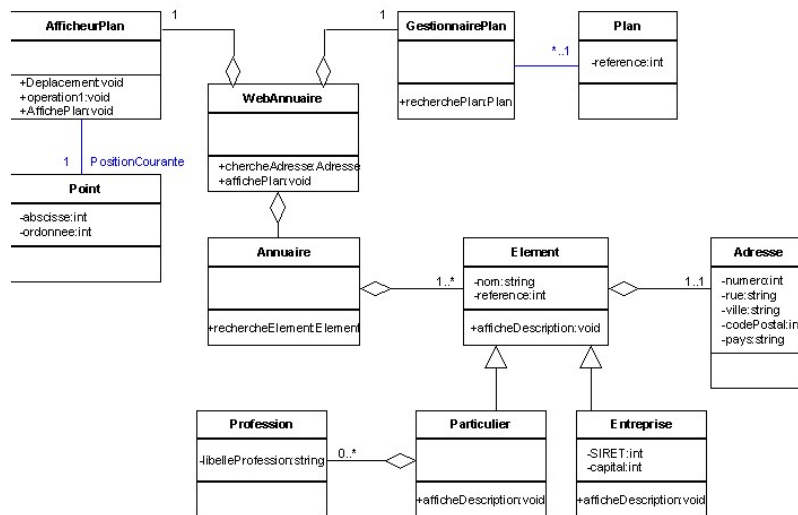 AfficheurPlan
+Deplacement:void
+operation1:void
+AffichePlan:void
1
1
GestionnairePlan
+recherchePlan:Plan
*..1
Plan
-reference:int
WebAnnuaire
+chercheAdresse:Adresse
+affichePlan:void
1
PositionCourante
Point
-abscisse:int
-ordonnee:int
Annuaire
+rechercheElement:Element
1..*
Element
-nom:string
-reference:int
+afficheDescription:void
1..1
Adresse
-numero:int
-rue:string
-ville:string
-codePostal:in
-pays:string
Profession
-libelleProfession:string
0..*
Particulier
+afficheDescription:void
Entreprise
-SIRET:int
-capital:int
+afficheDescription:void